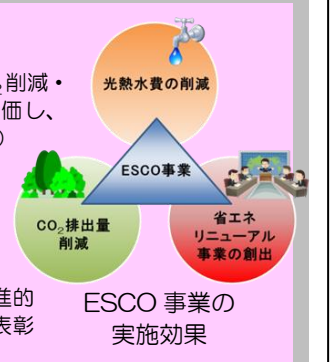 削減・
価し、
光熱水費の削減
ESCO事業
CO₂排出量
削減
省エネ
リニューアル
事業の創出
進的
表彰
ESCO 事業の
実施効果